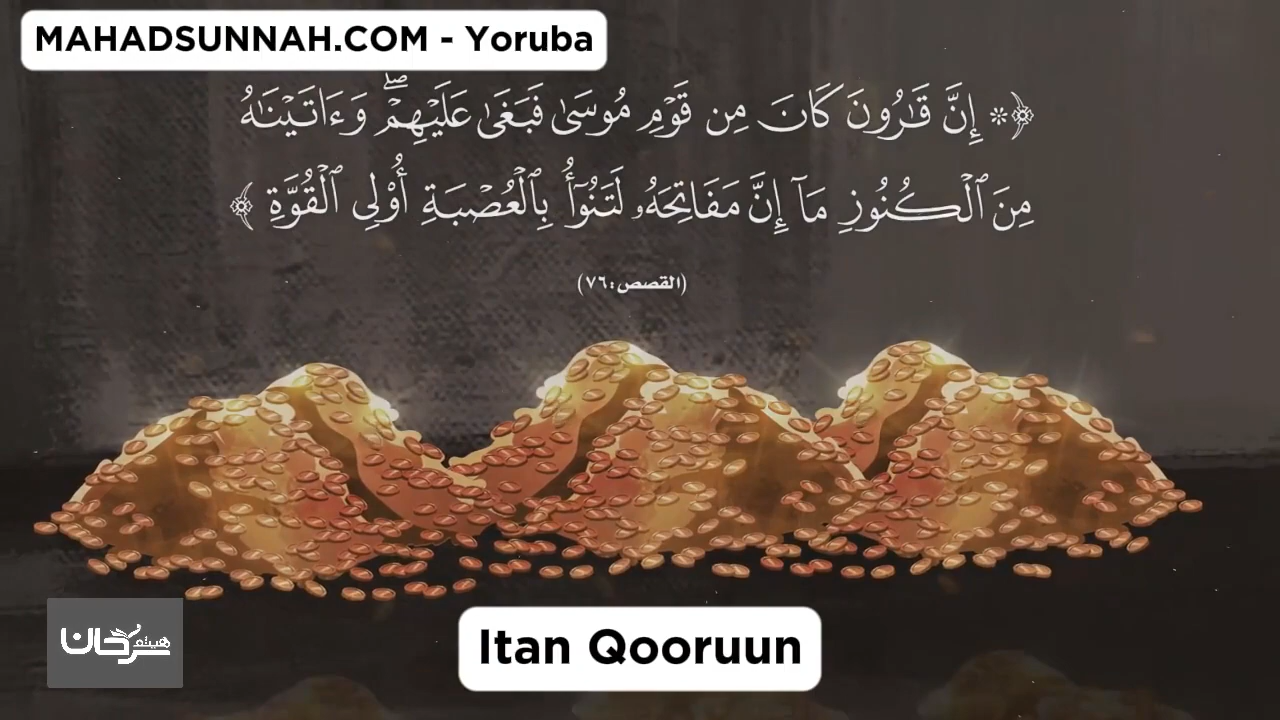 MAHADSUNNAH.COM - Yoruba
﴿۞ إِنَّ قَٰرُونَ كَانَ مِن قَوْمِ مُوسَىٰ فَبَغَىٰ عَلَيْهِمْ ۖ وَءَاتَيْنَٰهُ
مِنَ ٱلْكُنُوزِ مَآ إِنَّ مَفَاتِحَهُۥ لَتَنُوٓأُ بِٱلْعُصْبَةِ أُو۟لِى ٱلْقُوَّةِ ﴾
(القصص:٧٦)
Itan Qooruun